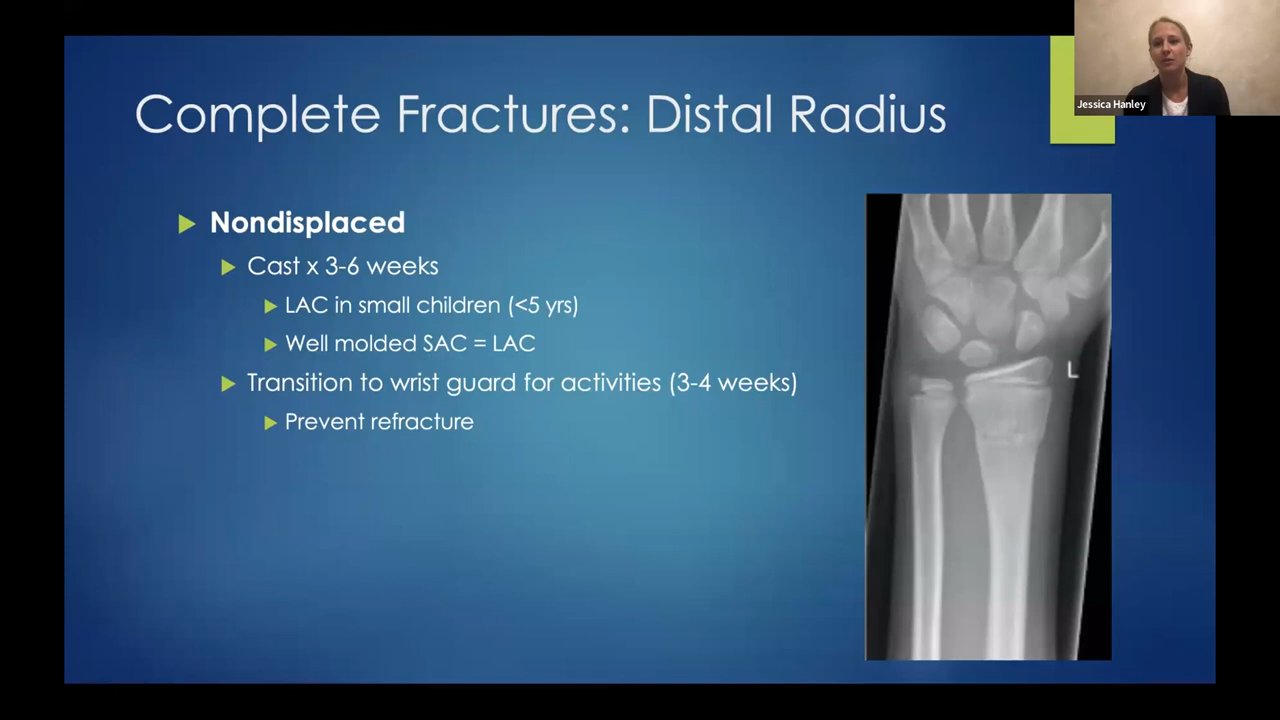 Jessica Hanley
Complete Fractures: Distal Radius
Nondisplaced
Cast x 3-6 weeks
LAC in small children (<5 yrs)
Well molded SAC = LAC
Transition to wrist guard for activities (3-4 weeks)
Prevent refracture
L